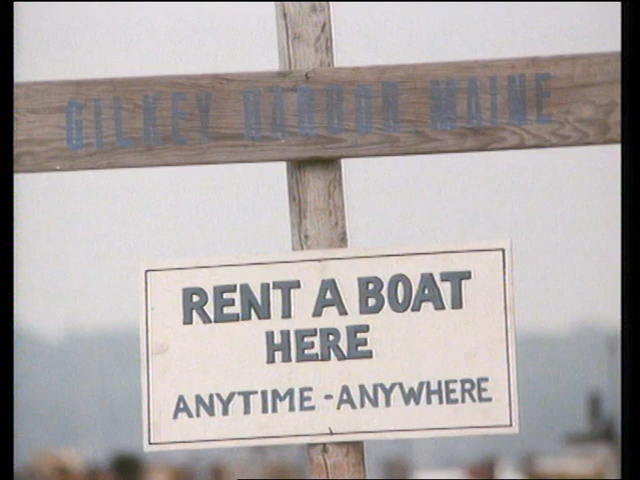 GILKEY HARBOR MAINE
RENT A BOAT
HERE
ANYTIME - ANYWHERE